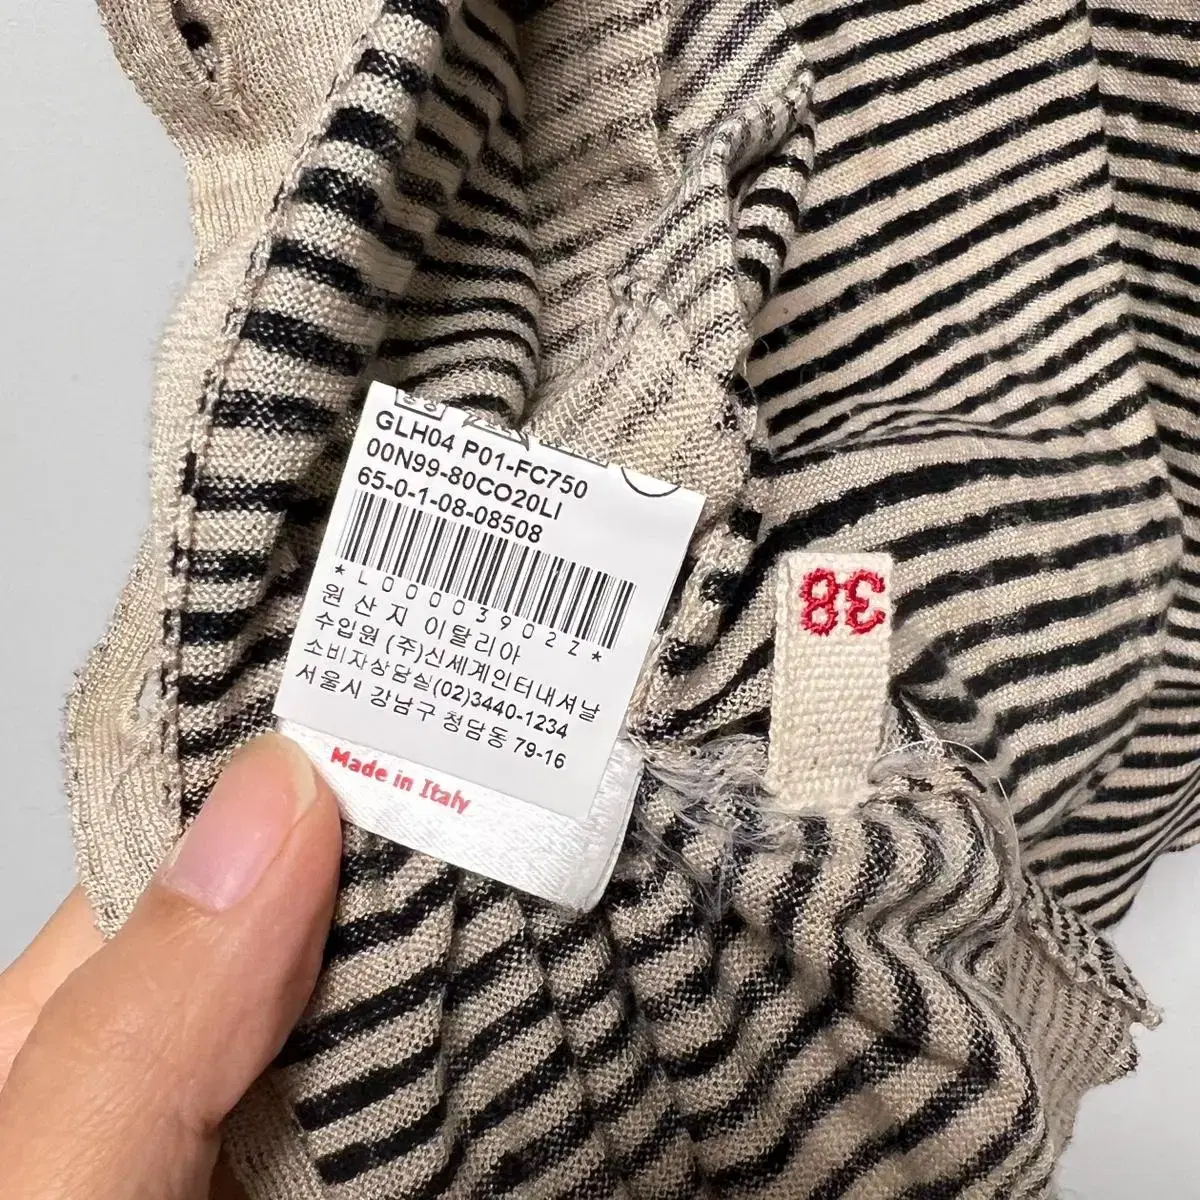 GLH04 P01-FC750
00N99-80CO20LI
65-0-1-08-08508
*L00003902Z*
원 산 지 이탈리아
수입원 (주)신세계인터내셔날
소비자상담실(02)3440-1234
서울시 강남구 청담동 79-16
Made in Italy
38